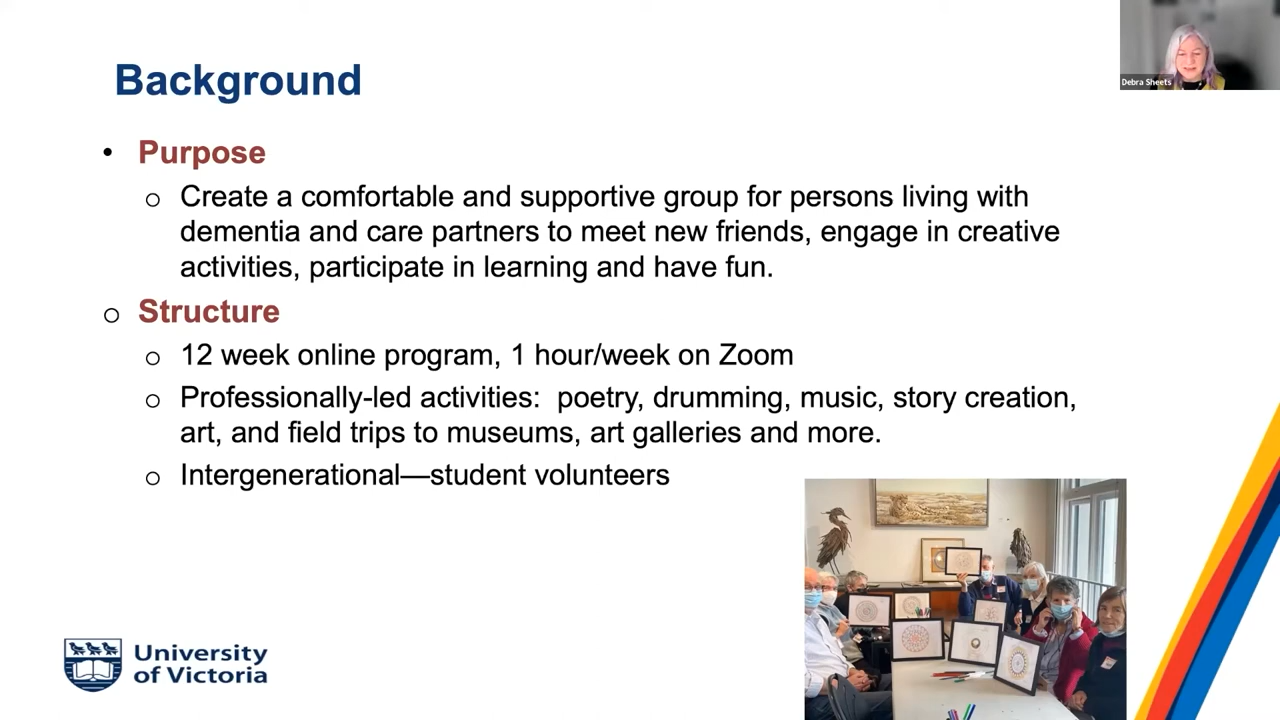 Background
Debra Sheets
• Purpose
o Create a comfortable and supportive group for persons living with
dementia and care partners to meet new friends, engage in creative
activities, participate in learning and have fun.
o Structure
o 12 week online program, 1 hour/week on Zoom
o Professionally-led activities:  poetry, drumming, music, story creation,
art, and field trips to museums, art galleries and more.
o Intergenerational—student volunteers
University
of Victoria